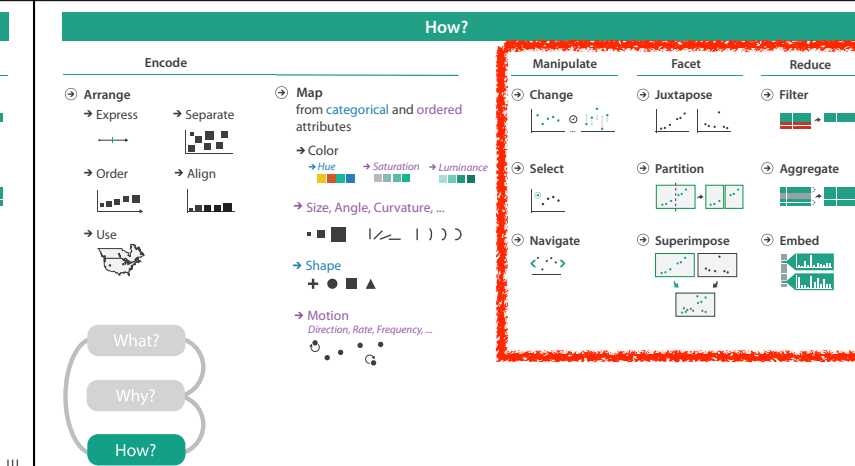 How?
Encode
Manipulate
Facet
Reduce
Arrange
Express
Separate
Order
Align
Use
Map
from categorical and ordered
attributes
Color
Hue
Saturation
Luminance
Size, Angle, Curvature, ...
Shape
Motion
Direction, Rate, Frequency, ...
Change
...
Select
Navigate
Juxtapose
Partition
Superimpose
Filter
Aggregate
Embed
What?
Why?
How?